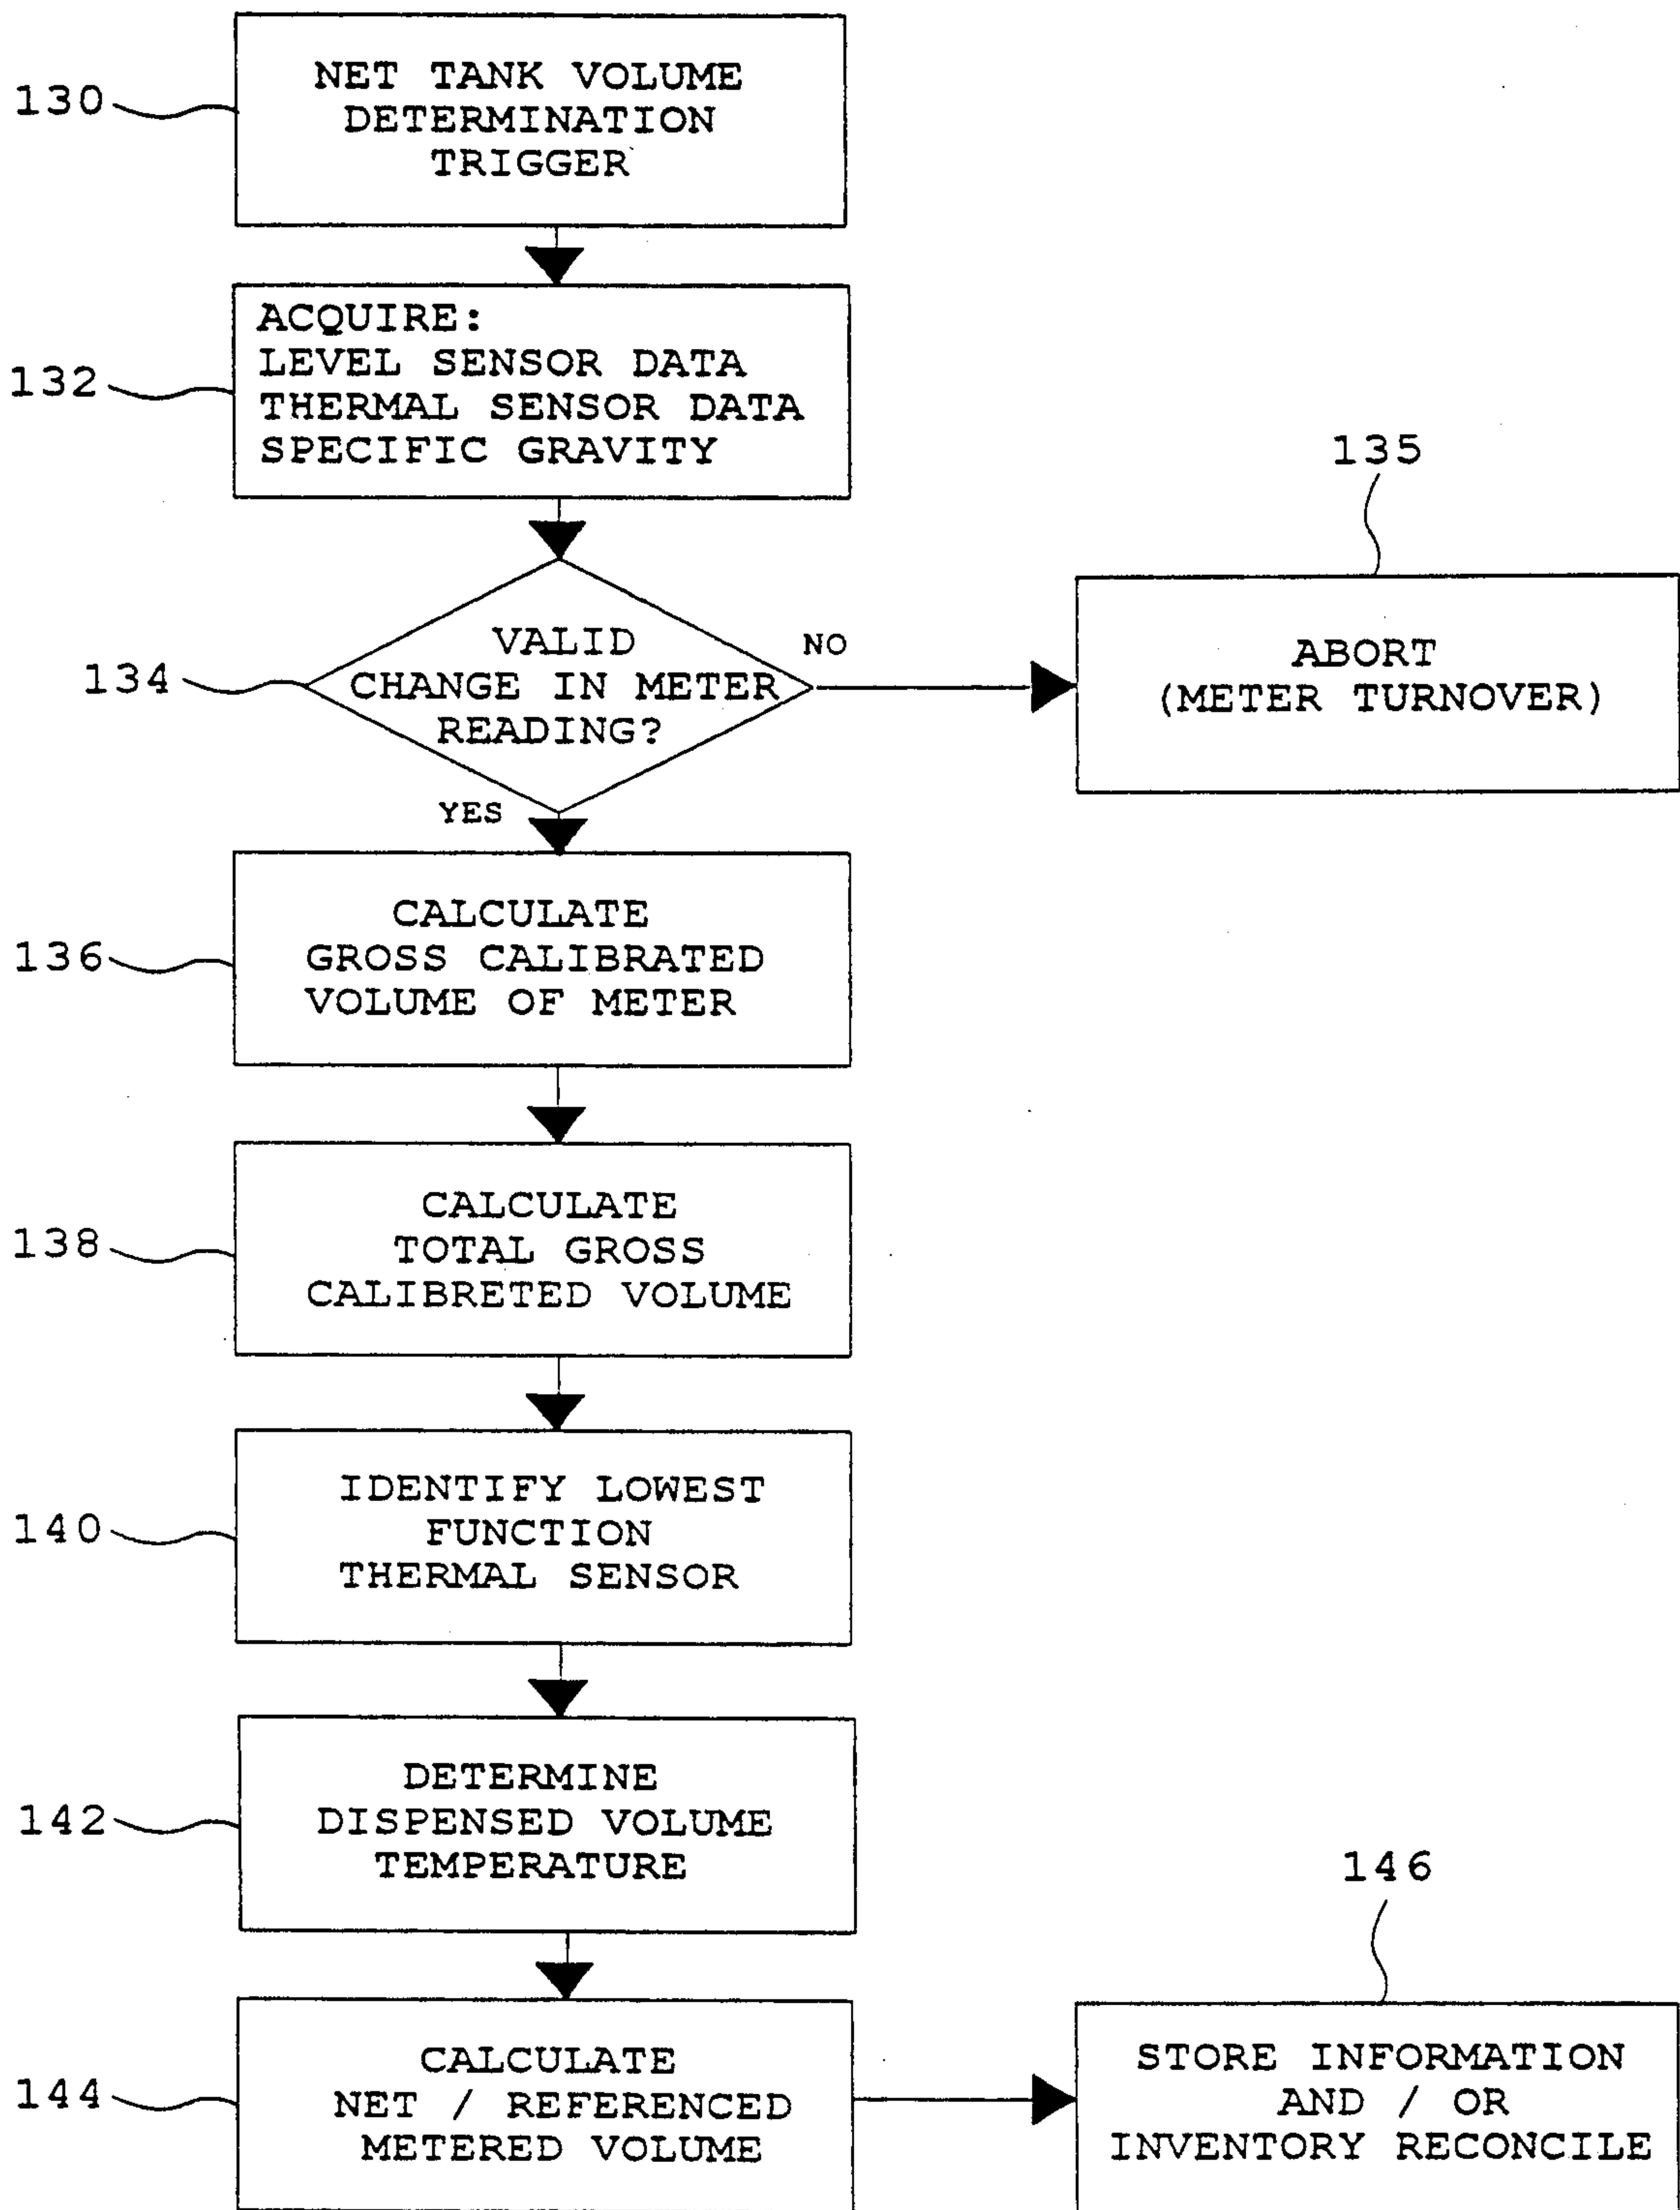 130
NET TANK VOLUME
DETERMINATION
TRIGGER
132
ACQUIRE:
LEVEL SENSOR DATA
THERMAL SENSOR DATA
SPECIFIC GRAVITY
135
134
VALID
CHANGE IN METER
READING?
NO
ABORT
(METER TURNOVER)
YES
136
CALCULATE
GROSS CALIBRATED
VOLUME OF METER
138
CALCULATE
TOTAL GROSS
CALIBRETED VOLUME
140
IDENTIFY LOWEST
FUNCTION
THERMAL SENSOR
142
DETERMINE
DISPENSED VOLUME
TEMPERATURE
146
144
CALCULATE
NET / REFERENCED
METERED VOLUME
STORE INFORMATION
AND / OR
INVENTORY RECONCILE